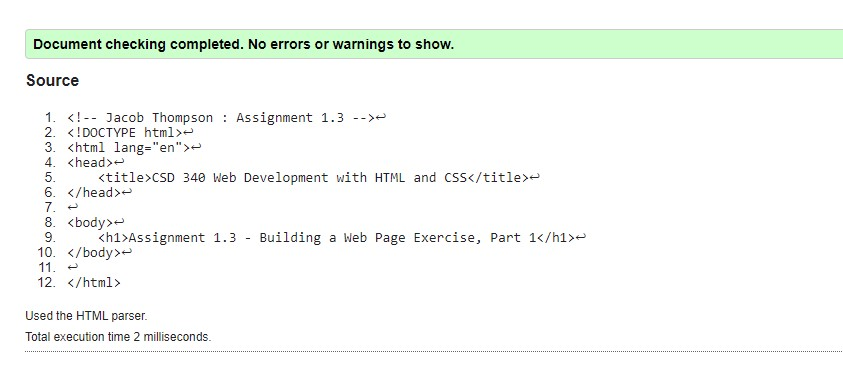 Document checking completed. No errors or warnings to show.
Source
1. <!-- Jacob Thompson : Assignment 1.3 -->↩
2. <!DOCTYPE html>↩
3. <html lang="en">↩
4. <head>↩
5.     <title>CSD 340 Web Development with HTML and CSS</title>↩
6. </head>↩
7. ↩
8. <body>↩
9.     <h1>Assignment 1.3 - Building a Web Page Exercise, Part 1</h1>↩
10. </body>↩
11. ↩
12. </html>
Used the HTML parser.
Total execution time 2 milliseconds.